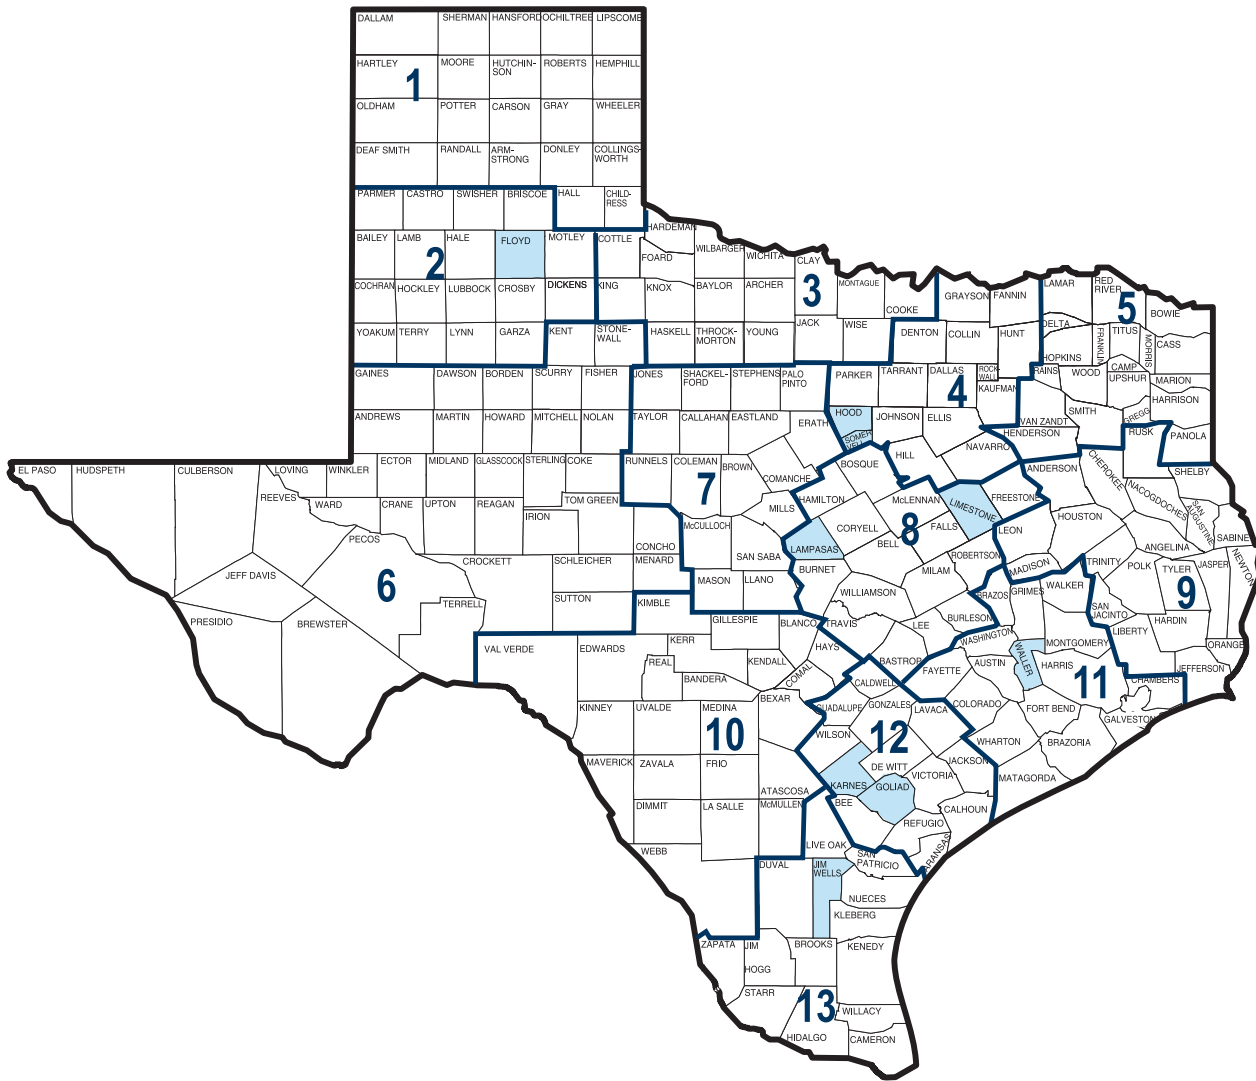 DALLAM SHERMAN HANSFORD OCHILTREE LIPSCOMB
HARTLEY MOORE HUTCHIN-
SON ROBERTS HEMPHILL
1
OLDHAM POTTER CARSON GRAY WHEELER
DEAF SMITH RANDALL ARM-
STRONG DONLEY COLLINGS-
WORTH
PARMER CASTRO SWISHER BRISCOE HALL CHILD-
RESS
HARDEMAN
BAILEY LAMB HALE FLOYD MOTLEY COTTLE
2
FOARD WILBARGER WICHITA CLAY
COCHRAN HOCKLEY LUBBOCK CROSBY DICKENS KING KNOX BAYLOR ARCHER MONTAGUE
3
COOKE GRAYSON FANNIN LAMAR RED
RIVER
5
BOWIE
YOAKUM TERRY LYNN GARZA KENT STONE-
WALL HASKELL THROCK-
MORTON YOUNG JACK WISE DENTON COLLIN HUNT DELTA FRANKLIN TITUS MORRIS CASS
HOPKINS
GAINES DAWSON BORDEN SCURRY FISHER JONES SHACKEL-
FORD STEPHENS PALO
PINTO PARKER TARRANT DALLAS ROCK-
WALL RAINS WOOD CAMP
UPSHUR MARION
4
KAUFMAN HARRISON
ANDREWS MARTIN HOWARD MITCHELL NOLAN TAYLOR CALLAHAN EASTLAND ERATH HOOD JOHNSON ELLIS VAN ZANDT SMITH GREGG
SOMER
VELL HENDERSON RUSK PANOLA
NAVARRO
EL PASO HUDSPETH CULBERSON LOVING WINKLER ECTOR MIDLAND GLASSCOCK STERLING COKE RUNNELS COLEMAN BROWN COMANCHE BOSQUE HILL ANDERSON CHEROKEE SHELBY
7
REEVES WARD CRANE UPTON REAGAN TOM GREEN MILLS HAMILTON McLENNAN LIMESTONE FREESTONE NACOGDOCHES SAN
AUGUSTINE
IRION McCULLOCH CORYELL FALLS 8 LEON HOUSTON SABINE
PECOS CONCHO SAN SABA LAMPASAS BELL ANGELINA NEWTON
CROCKETT SCHLEICHER MENARD BURNET ROBERTSON MADISON TRINITY POLK TYLER JASPER
JEFF DAVIS MASON LLANO MILAM
6
SUTTON KIMBLE WILLIAMSON BRAZOS GRIMES WALKER SAN
JACINTO 9
TERRELL
PRESIDIO BREWSTER GILLESPIE BLANCO TRAVIS LEE BURLESON WASHINGTON MONTGOMERY LIBERTY HARDIN
VAL VERDE EDWARDS KERR HAYS ORANGE
REAL KENDALL BASTROP FAYETTE AUSTIN WALLER HARRIS JEFFERSON
BANDERA COMAL CALDWELL CHAMBERS
11
KINNEY UVALDE MEDINA BEXAR GUADALUPE GONZALES LAVACA COLORADO FORT BEND GALVESTON
10
WILSON 12 WHARTON BRAZORIA
MAVERICK ZAVALA FRIO DE WITT JACKSON
KARNES GOLIAD VICTORIA MATAGORDA
ATASCOSA
DIMMIT LA SALLE McMULLEN BEE CALHOUN
REFUGIO
WEBB LIVE OAK ARANSAS
SAN
PATRICIO
DUVAL JIM
WELLS
NUECES
KLEBERG
ZAPATA JIM
HOGG BROOKS KENEDY
STARR
13
WILLACY
HIDALGO CAMERON